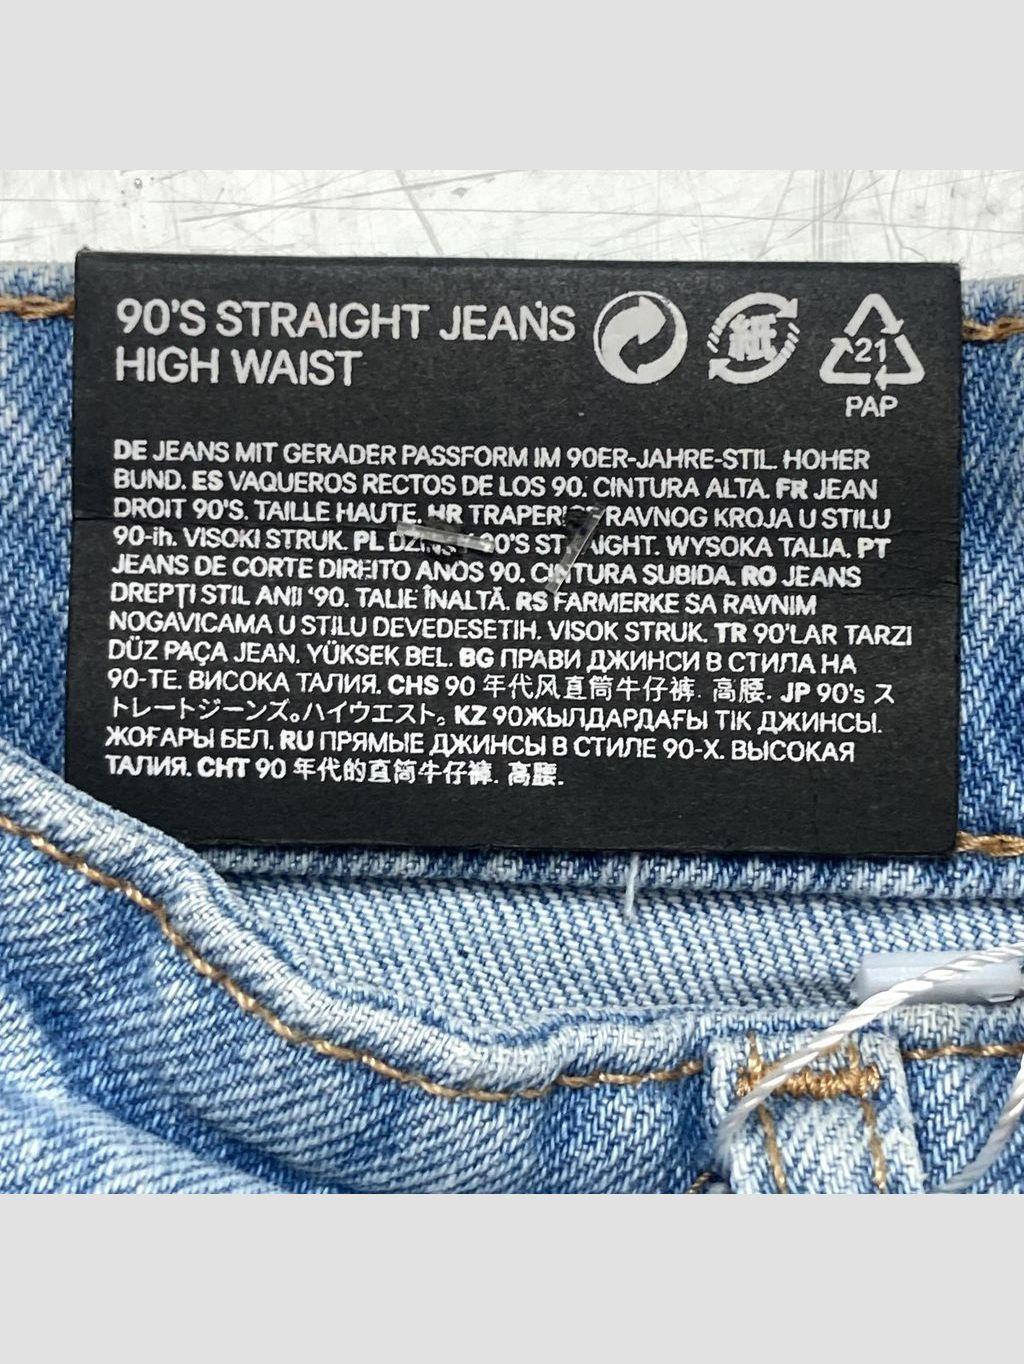 90'S STRAIGHT JEANS
HIGH WAIST
紙
21
PAP
DE JEANS MIT GERADER PASSFORM IM 90ER-JAHRE-STIL. HOHER
BUND. ES VAQUEROS RECTOS DE LOS 90. CINTURA ALTA. FR JEAN
DROIT 90'S. TAILLE HAUTE. HR RAVNOG KROJA U STILU
90-ih. VISOKI STRUK. PL 90'S WYSOKA TALIA. PT
JEANS DE CORTE DIREITO ANOS 90. CINTURA SUBIDA. RO JEANS
DREPȚI STIL ANII '90. TALIE ÎNALTĂ. RS FARMERKE SA RAVNIM
NOGAVICAMA U STILU DEVEDESETIH. VISOK STRUK. TR 90'LAR TARZI
DÜZ PAÇA JEAN. YÜKSEK BEL. BG ПРАВИ ДЖИНСИ В СТИЛА НА
90-ТЕ. ВИСОКА ТАЛИЯ. CHS 90 年代风直筒牛仔裤. 高腰. JP 90's ス
トレートジーンズ。ハイウエスト。 KZ 90ЖЫЛДАРДАҒЫ ТІК ДЖИНСЫ.
ЖОҒАРЫ БЕЛ. RU ПРЯМЫЕ ДЖИНСЫ В СТИЛЕ 90-Х. ВЫСОКАЯ
ТАЛИЯ. CHT 90 年代的直筒牛仔褲. 高腰.